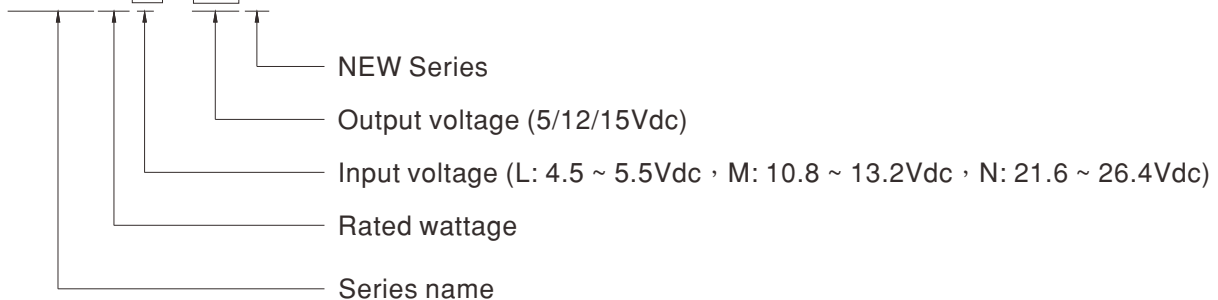 NEW Series
Output voltage (5/12/15Vdc)
Input voltage (L: 4.5 ~ 5.5Vdc，M: 10.8 ~ 13.2Vdc，N: 21.6 ~ 26.4Vdc)
Rated wattage
Series name